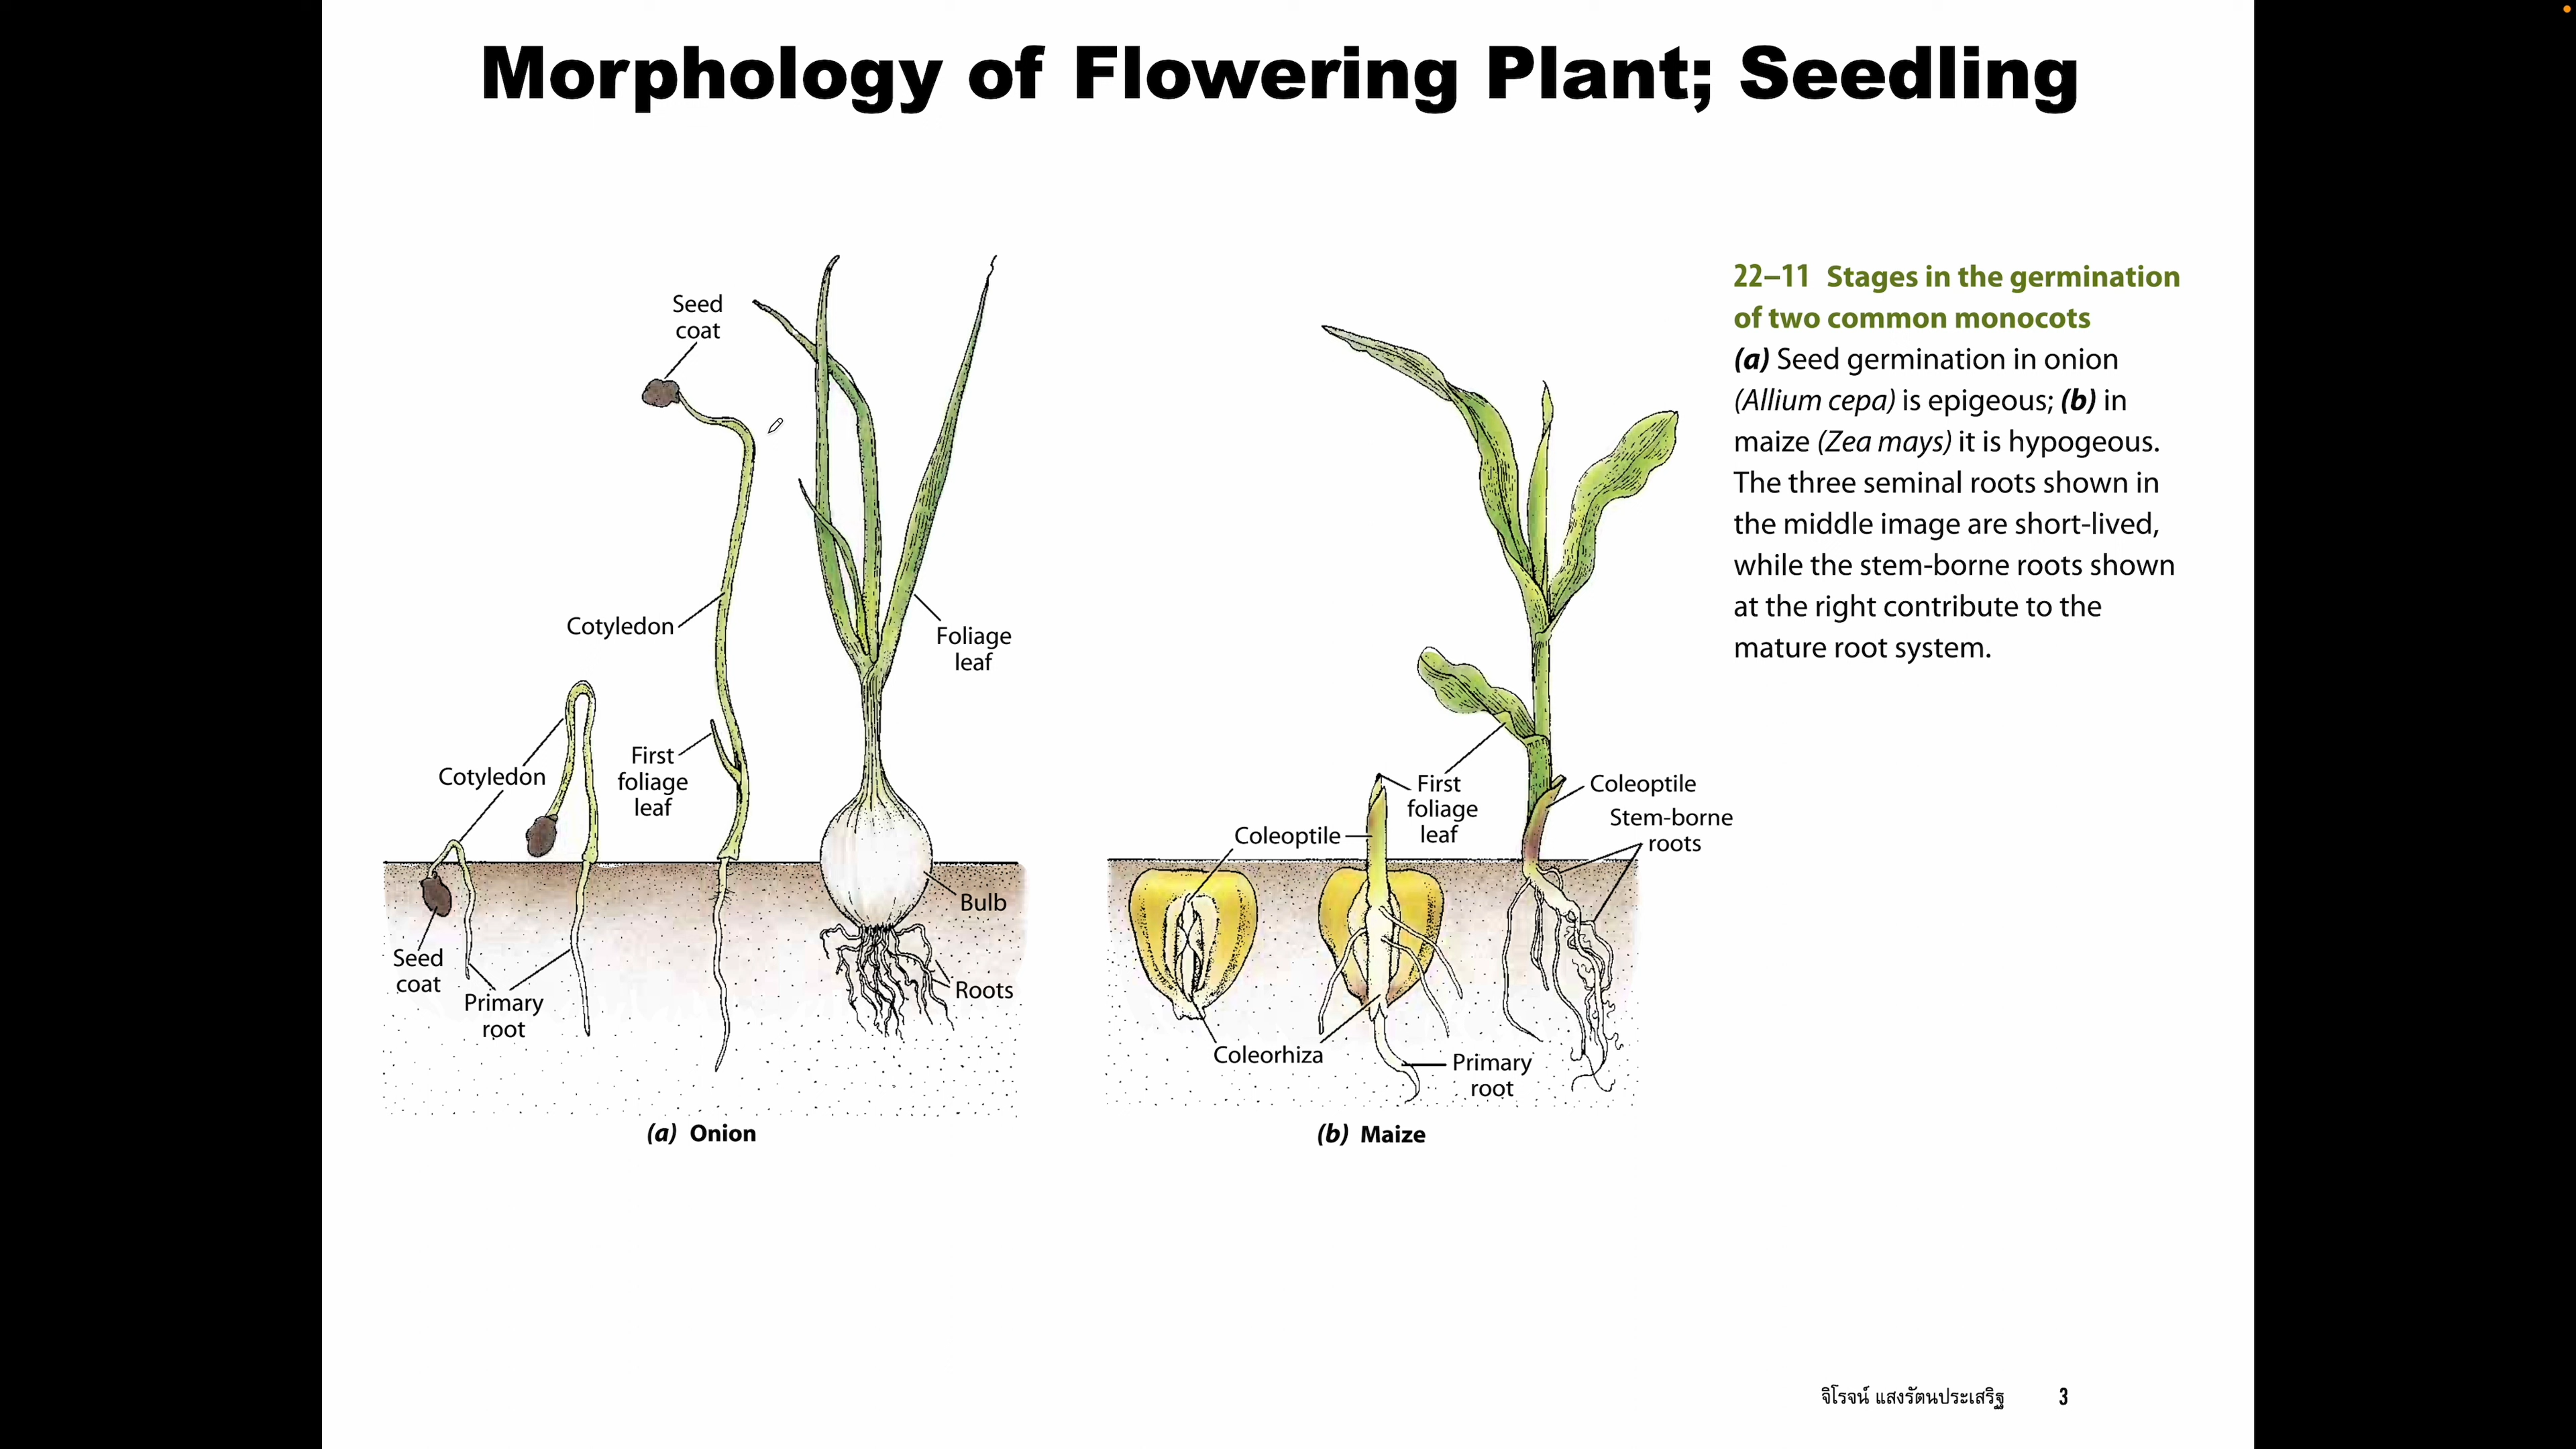 Morphology of Flowering Plant; Seedling
Seed
coat
Cotyledon
Foliage
leaf
Cotyledon
First
foliage
leaf
Bulb
Seed
coat
Primary
root
Roots
(a) Onion
First
foliage
leaf
Coleoptile
Coleoptile
Stem-borne
roots
Coleorhiza
Primary
root
(b) Maize
22–11 Stages in the germination
of two common monocots
(a) Seed germination in onion
(Allium cepa) is epigeous; (b) in
maize (Zea mays) it is hypogeous.
The three seminal roots shown in
the middle image are short-lived,
while the stem-borne roots shown
at the right contribute to the
mature root system.
จิโรจน์ แสงรัตนประเสริฐ 3